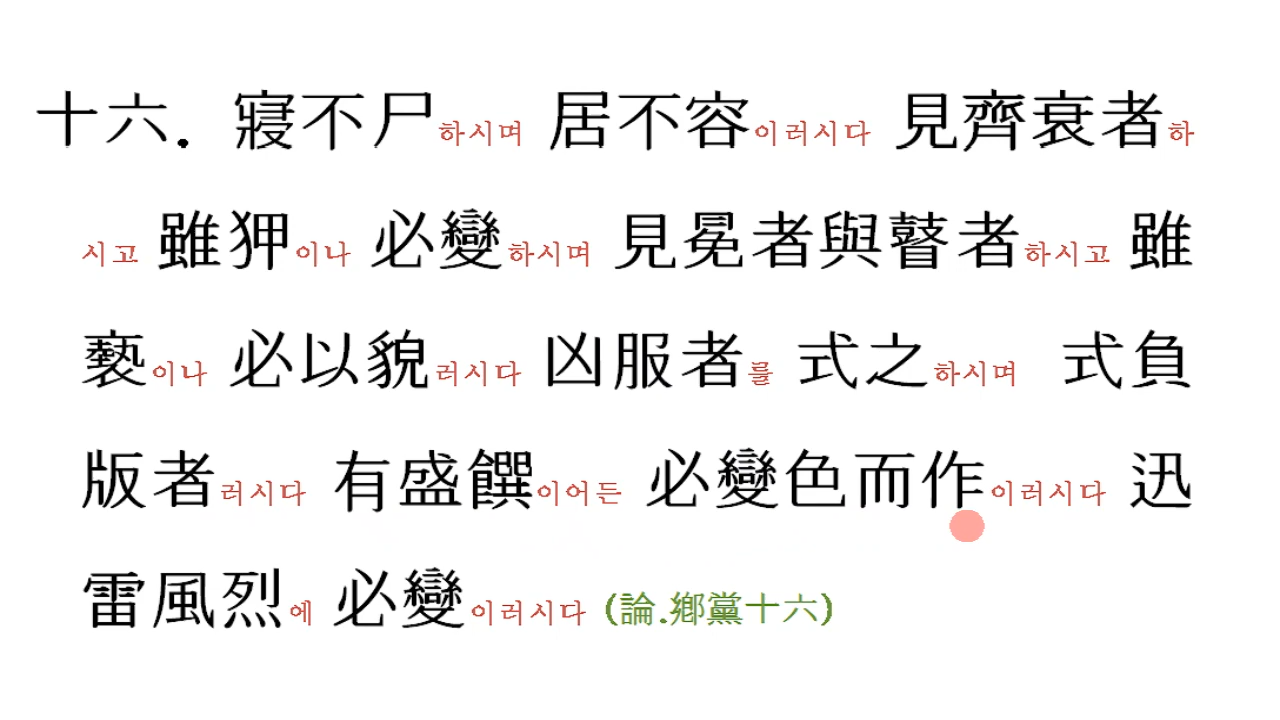 十六. 寢不尸하시며 居不容이러시다 見齊衰者하
시고 雖狎이나 必變하시며 見冕者與瞽者하시고 雖
褻이나 必以貌러시다 凶服者를 式之하시며 式負
版者러시다 有盛饌이어든 必變色而作이러시다 迅
雷風烈에 必變이러시다 (論.鄕黨十六)